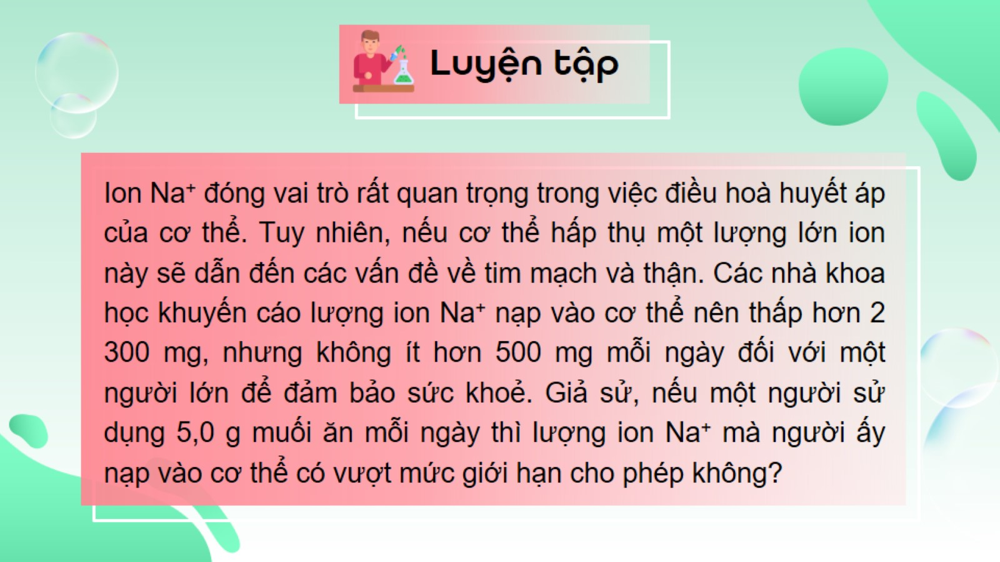 Luyện tập
Ion Na⁺ đóng vai trò rất quan trọng trong việc điều hoà huyết áp
của cơ thể. Tuy nhiên, nếu cơ thể hấp thụ một lượng lớn ion
này sẽ dẫn đến các vấn đề về tim mạch và thận. Các nhà khoa
học khuyến cáo lượng ion Na⁺ nạp vào cơ thể nên thấp hơn 2
300 mg, nhưng không ít hơn 500 mg mỗi ngày đối với một
người lớn để đảm bảo sức khoẻ. Giả sử, nếu một người sử
dụng 5,0 g muối ăn mỗi ngày thì lượng ion Na⁺ mà người ấy
nạp vào cơ thể có vượt mức giới hạn cho phép không?